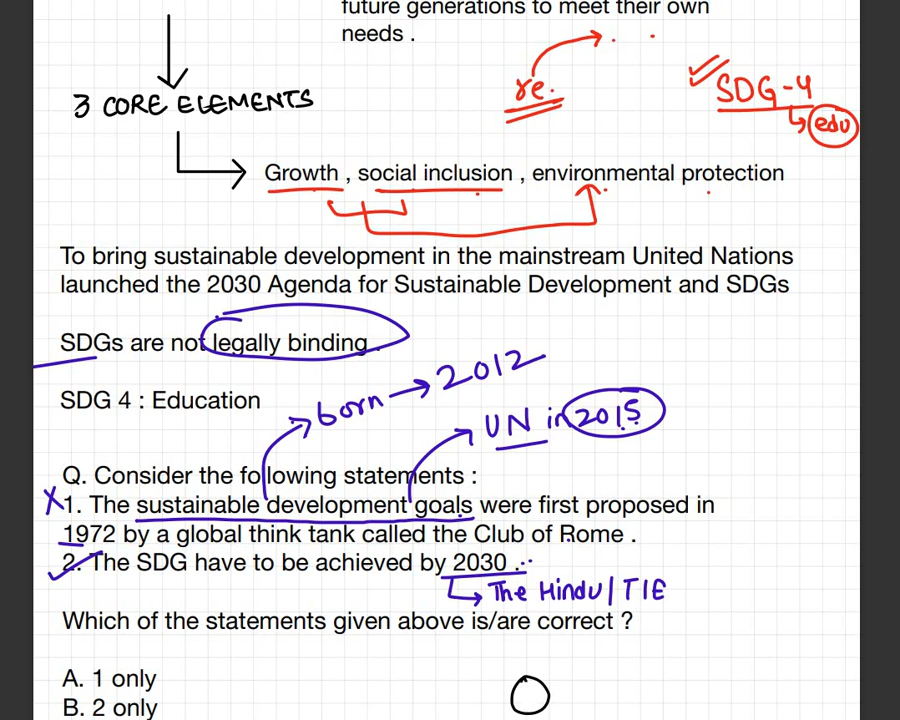 future generations to meet their own
needs .
re.
SDG-4
edu
3 CORE ELEMENTS
Growth , social inclusion , environmental protection
To bring sustainable development in the mainstream United Nations
launched the 2030 Agenda for Sustainable Development and SDGs
SDGs are not legally binding .
born → 2012
SDG 4 : Education
UN in 2015
Q. Consider the following statements :
X1. The sustainable development goals were first proposed in
1972 by a global think tank called the Club of Rome .
2. The SDG have to be achieved by 2030 .
The Hindu/TIE
Which of the statements given above is/are correct ?
A. 1 only
B. 2 only